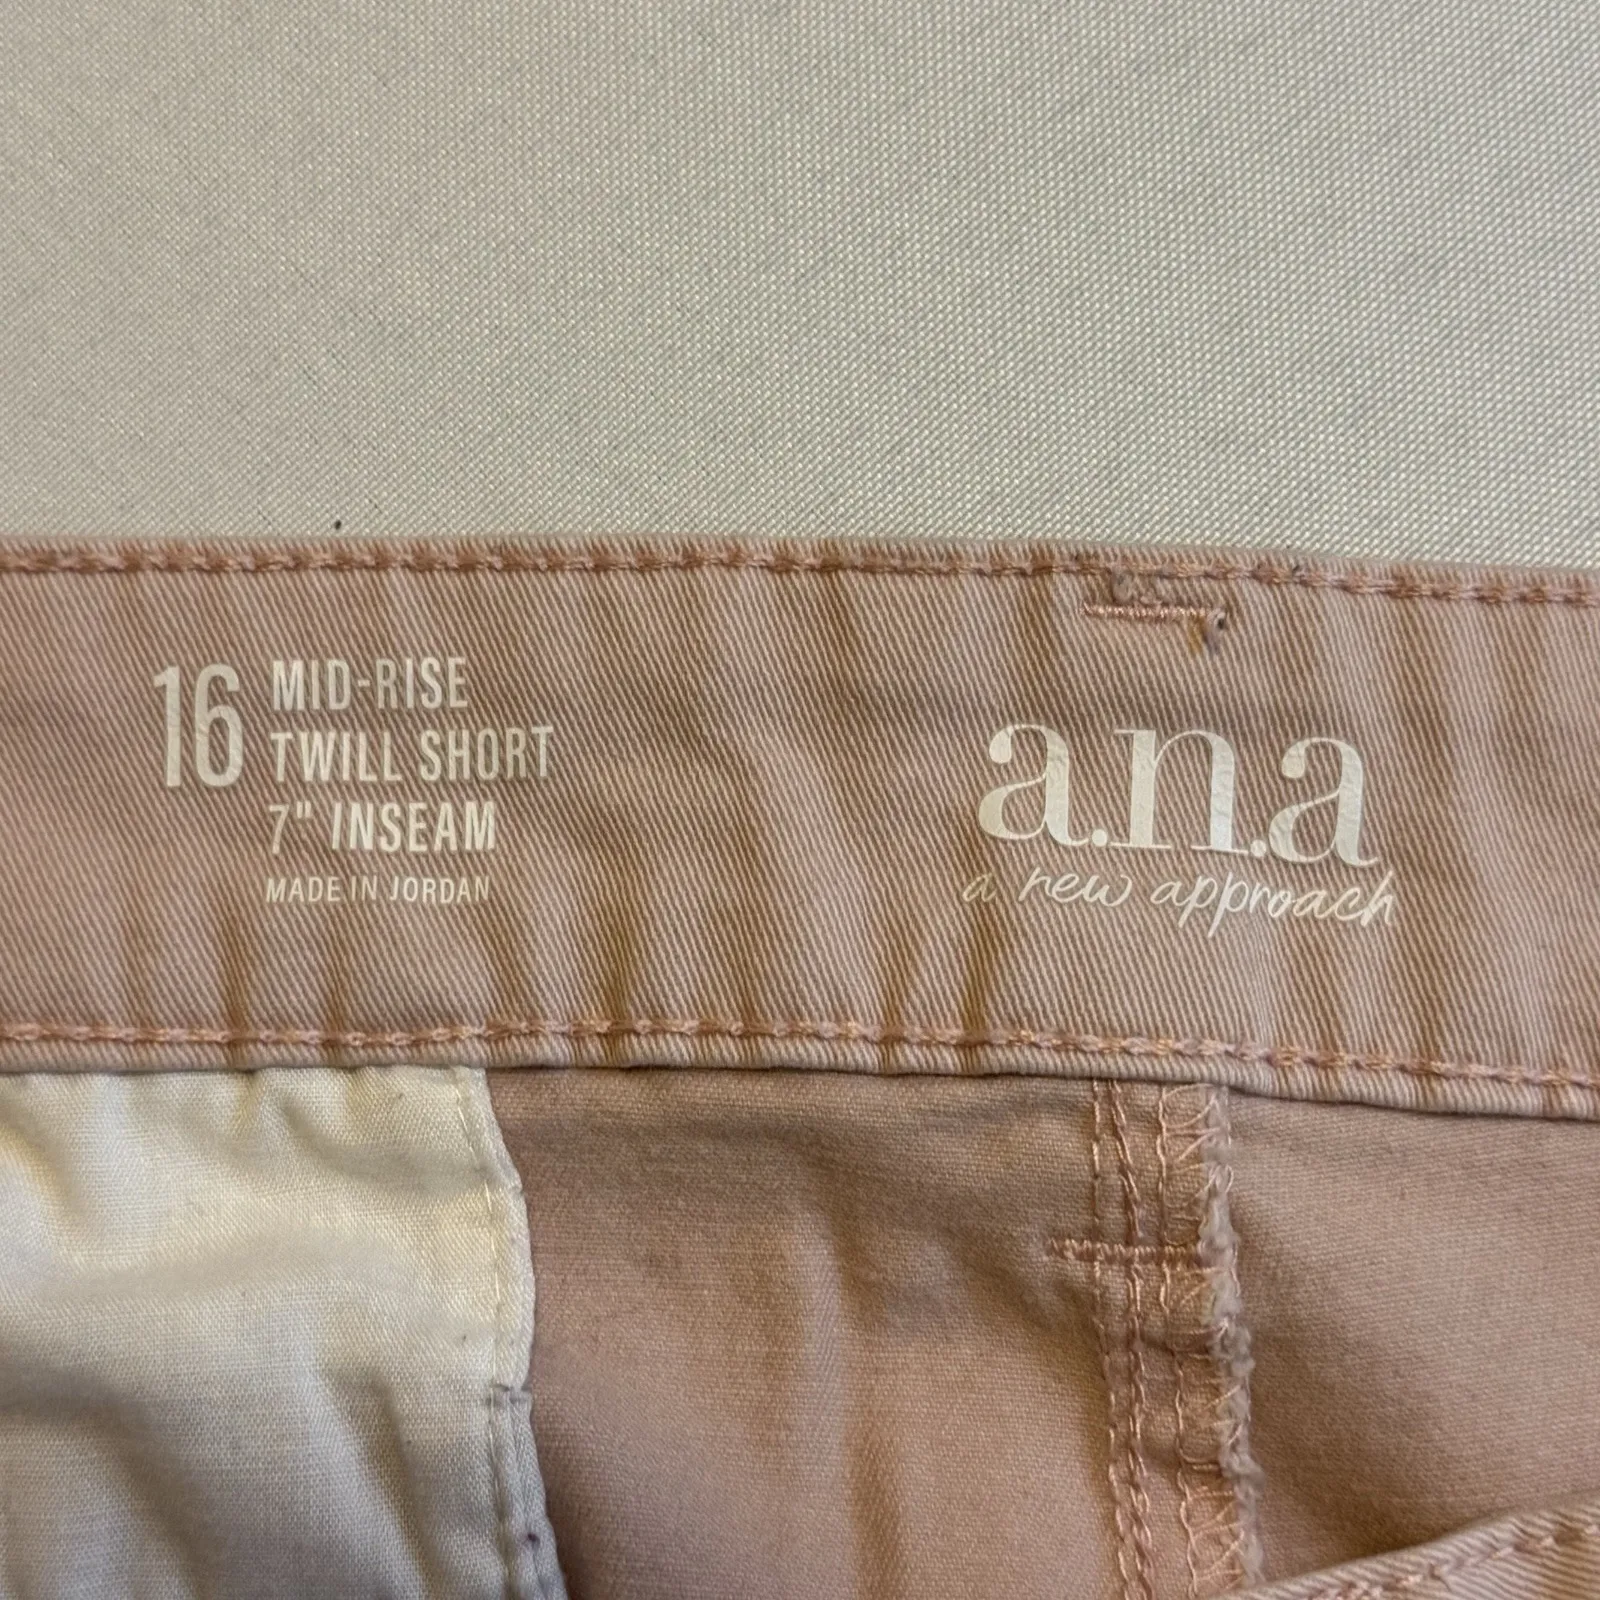 16
MID-RISE
TWILL SHORT
7" INSEAM
MADE IN JORDAN
a.n.a
a new approach